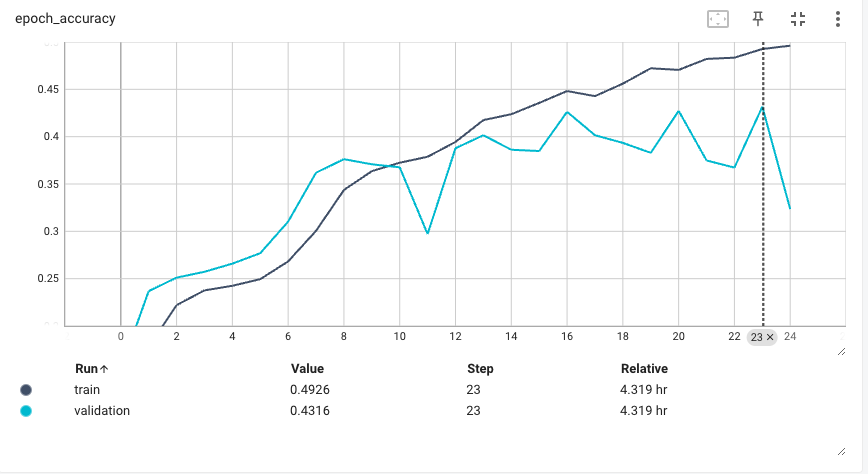 epoch_accuracy
0.45
0.4
0.35
0.3
0.25
0 2 4 6 8 10 12 14 16 18 20 22 23 × 24
Run↑ Value Step Relative
train 0.4926 23 4.319 hr
validation 0.4316 23 4.319 hr